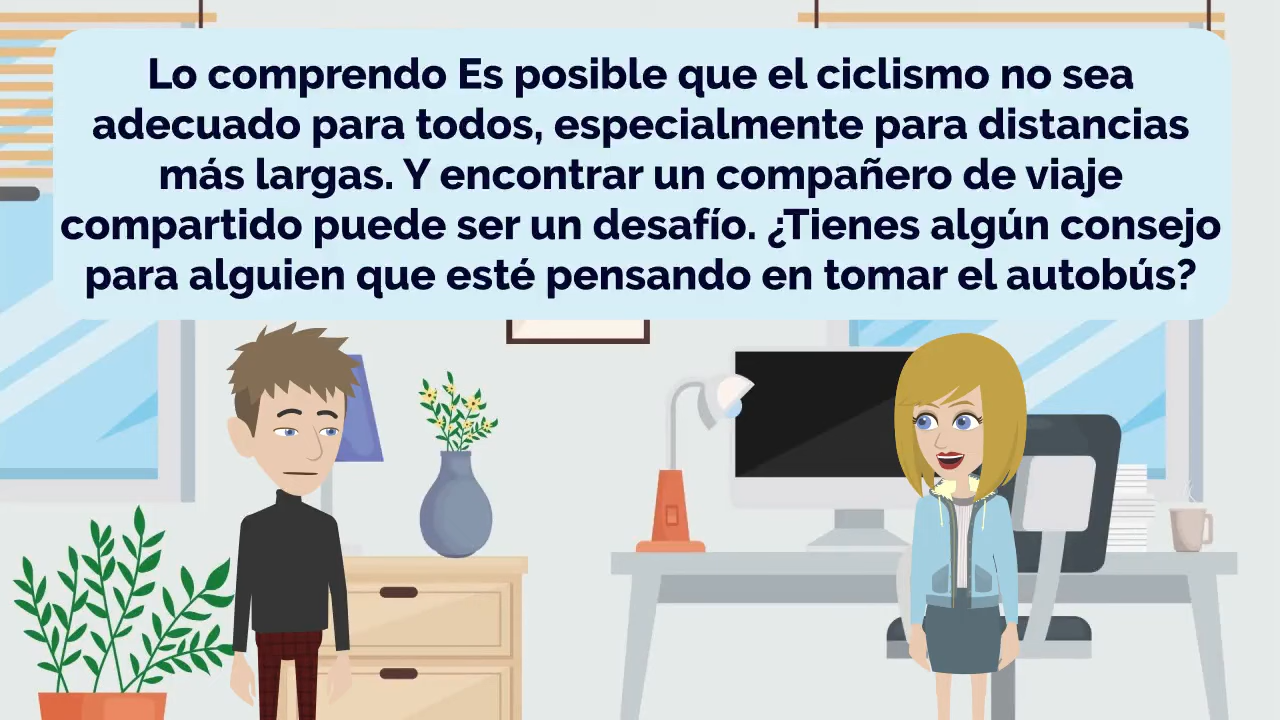 Lo comprendo Es posible que el ciclismo no sea
adecuado para todos, especialmente para distancias
más largas. Y encontrar un compañero de viaje
compartido puede ser un desafío. ¿Tienes algún consejo
para alguien que esté pensando en tomar el autobús?